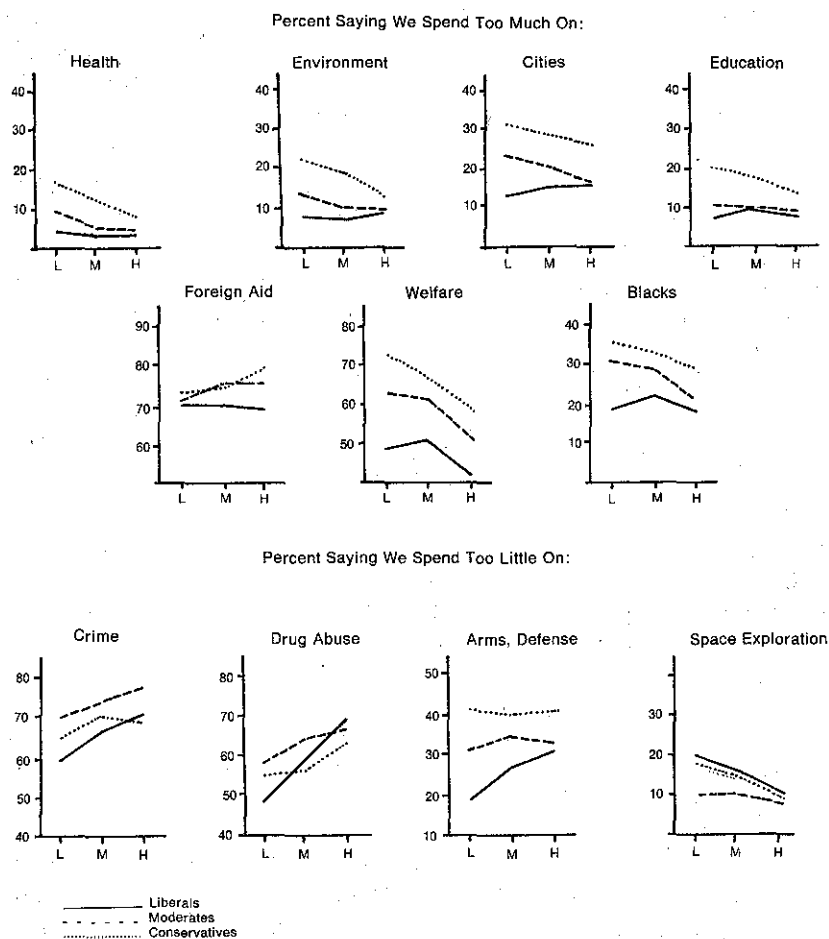 Percent Saying We Spend Too Much On:
Health
Environment
Cities
Education
40
30
20
10
L M H
40
30
20
10
L M H
40
30
20
10
L M H
40
30
20
10
L M H
Foreign Aid
Welfare
Blacks
90
80
70
60
L M H
80
70
60
50
L M H
40
30
20
10
L M H
Percent Saying We Spend Too Little On:
Crime
Drug Abuse
Arms, Defense
Space Exploration
80
70
60
50
40
L M H
80
70
60
50
40
L M H
50
40
30
20
10
L M H
30
20
10
L M H
Liberals
Moderates
Conservatives